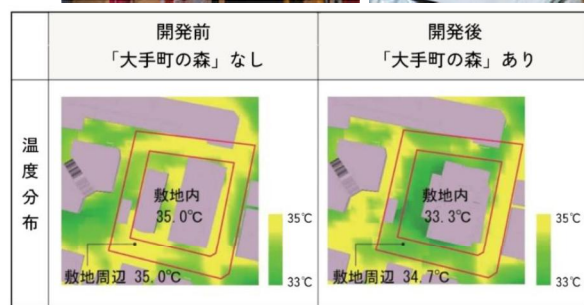 開発前
「大手町の森」なし
開発後
「大手町の森」あり
温度分布
敷地内
35.0℃
敷地周辺 35.0℃
35℃
33℃
敷地内
33.3℃
敷地周辺 34.7℃
35℃
33℃